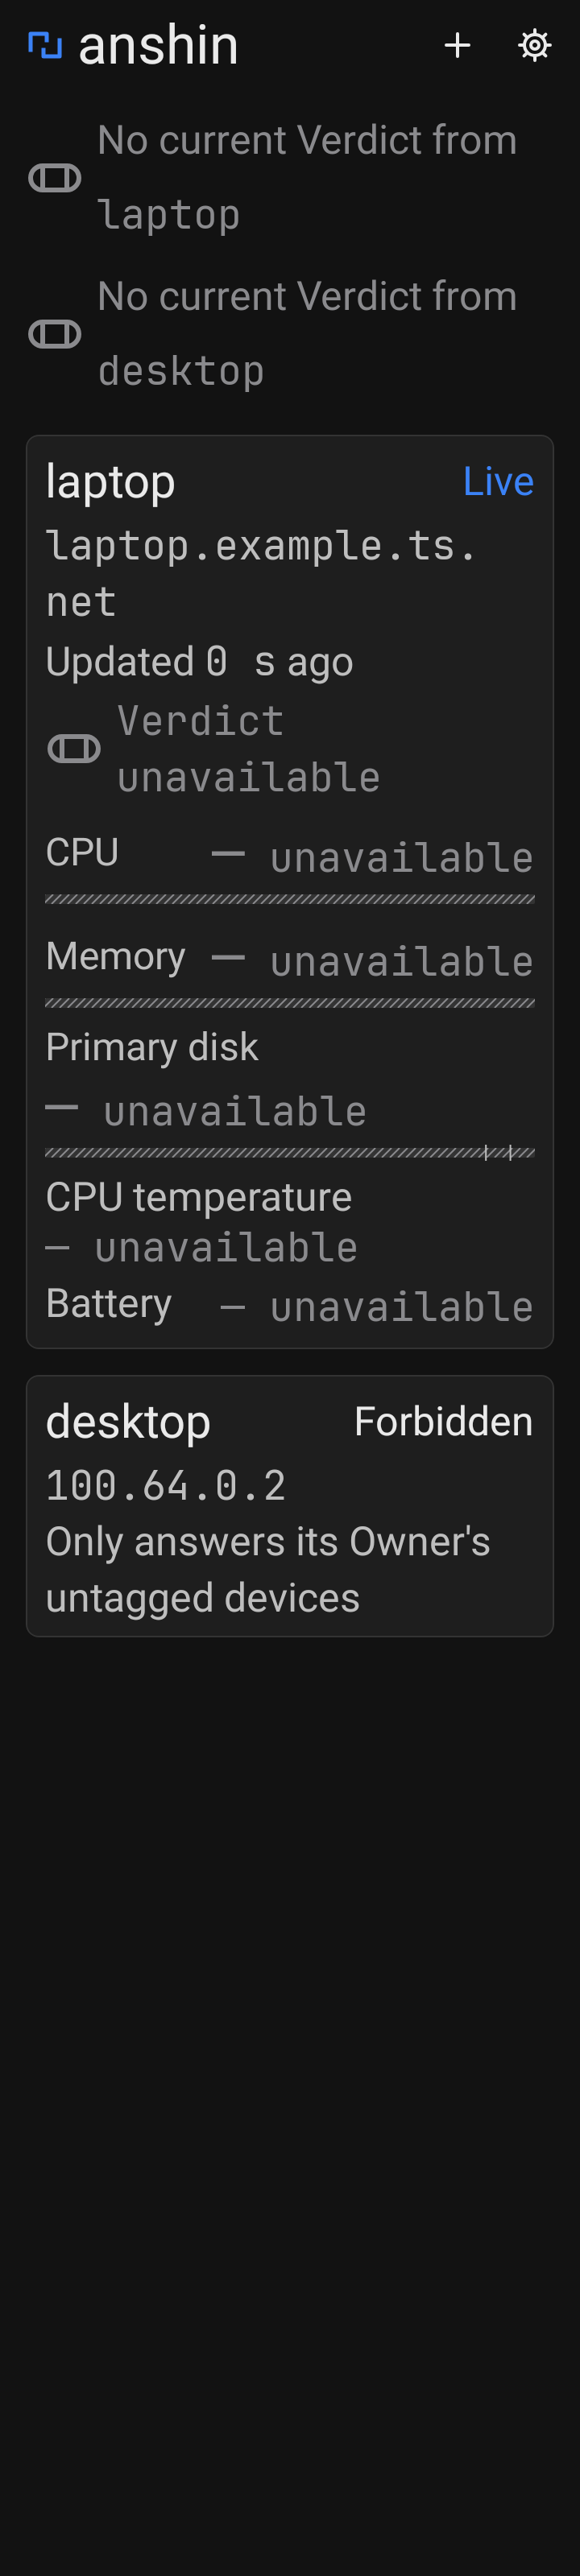 anshin
No current Verdict from
laptop
No current Verdict from
desktop
laptop Live
laptop.example.ts.
net
Updated 0 s ago
Verdict
unavailable
CPU — unavailable
Memory — unavailable
Primary disk
— unavailable
CPU temperature
— unavailable
Battery — unavailable
desktop Forbidden
100.64.0.2
Only answers its Owner's
untagged devices